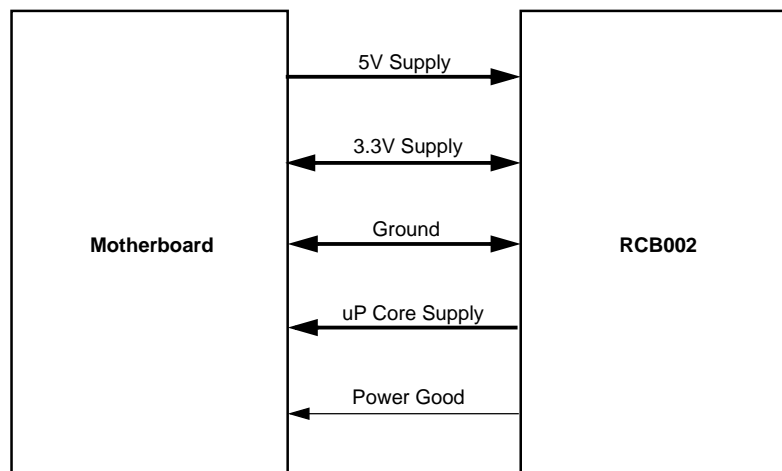 5V Supply
3.3V Supply
Motherboard
Ground
RCB002
uP Core Supply
Power Good